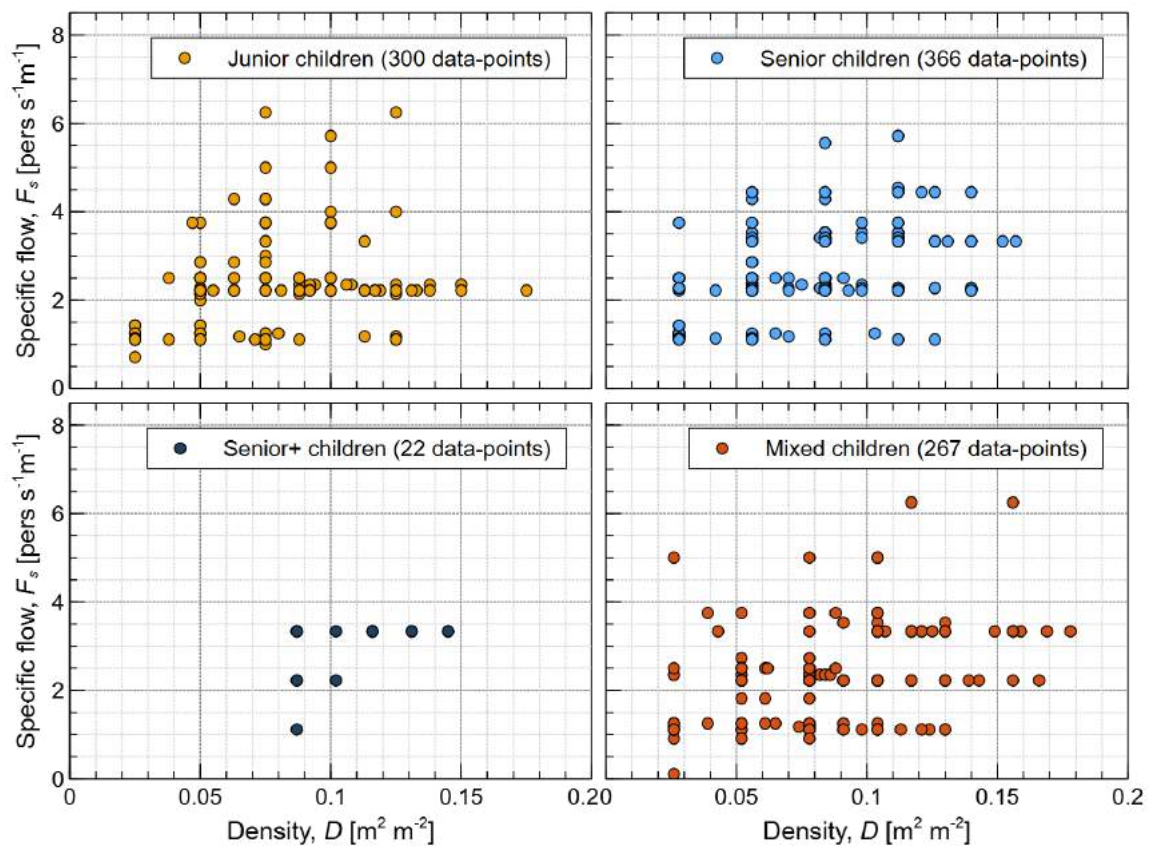 8
6
4
2
0
Specific flow, Fₛ [pers s⁻¹m⁻¹]
Junior children (300 data-points)
Senior children (366 data-points)
8
6
4
2
0
Specific flow, Fₛ [pers s⁻¹m⁻¹]
Senior+ children (22 data-points)
Mixed children (267 data-points)
0 0.05 0.10 0.15 0.20
0.05 0.10 0.15 0.2
Density, D [m² m⁻²]
Density, D [m² m⁻²]